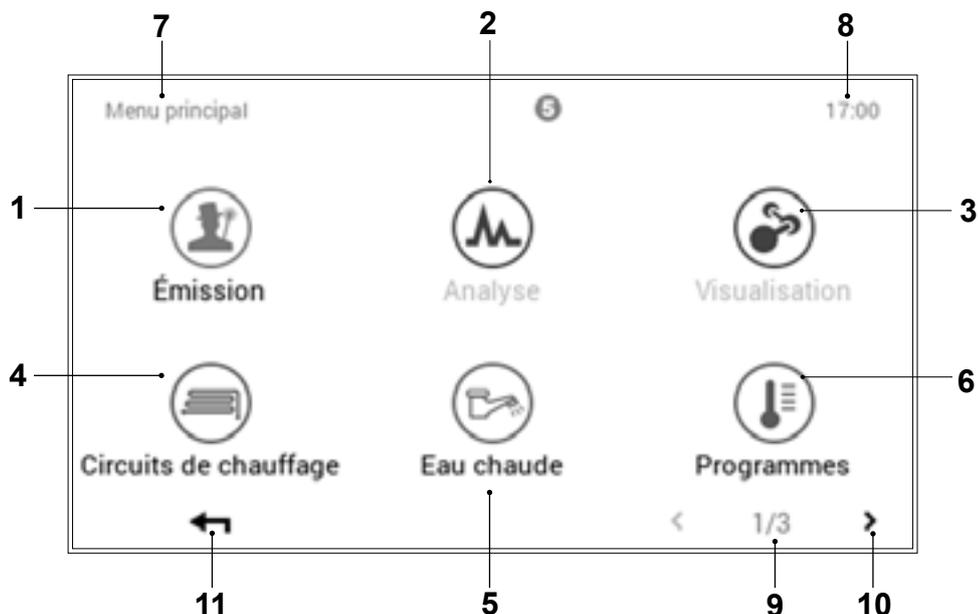 7 2 8
Menu principal 5 17:00
1 3
Émission Analyse Visualisation
4 6
Circuits de chauffage Eau chaude Programmes
< 1/3 >
11 5 9 10